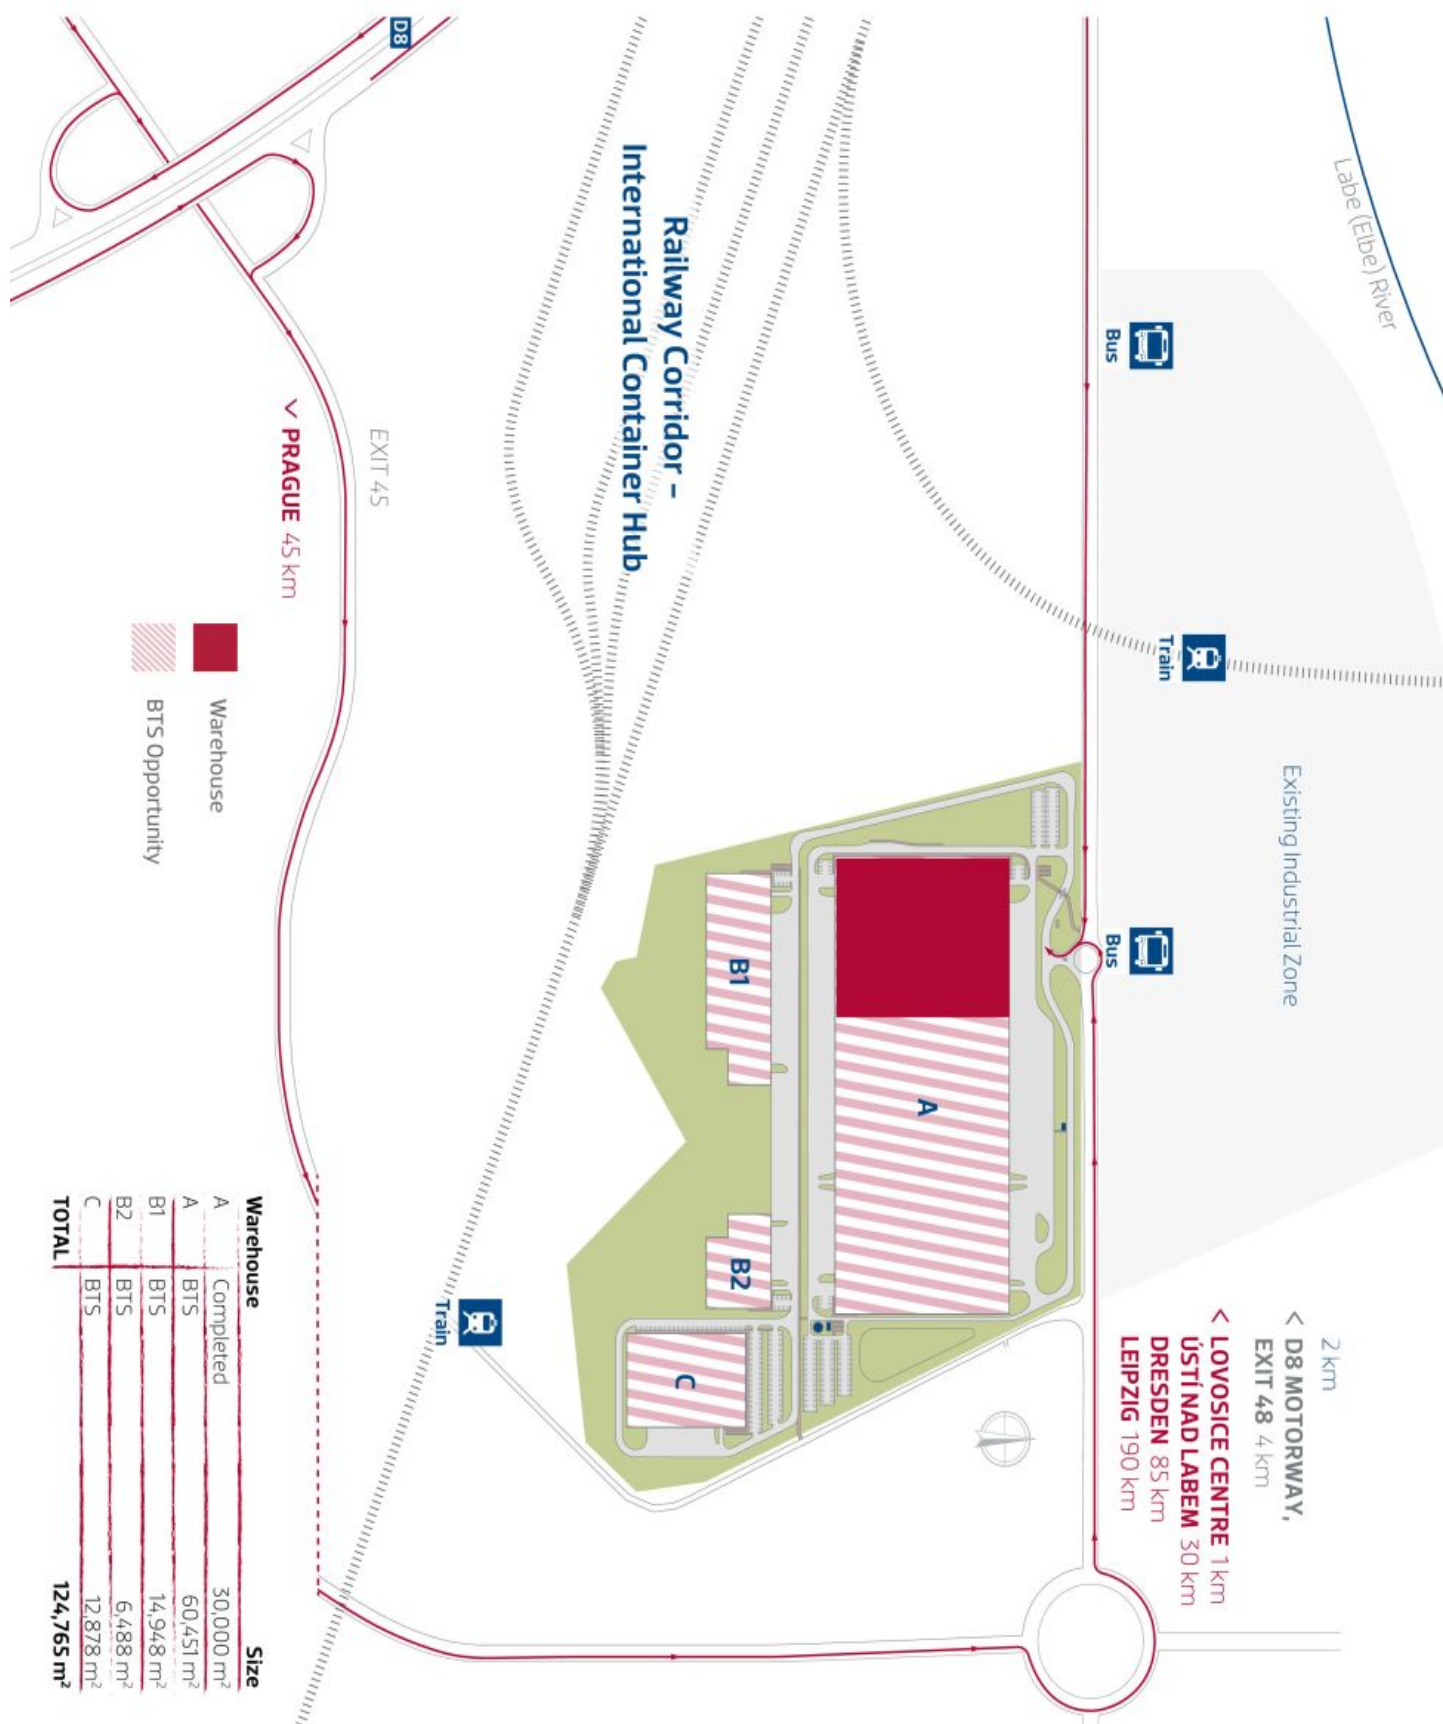 Labe (Elbe) River
2 km
< D8 MOTORWAY,
EXIT 48 4 km
< LOVOSICE CENTRE 1 km
ÚSTÍ NAD LABEM 30 km
DRESDEN 85 km
LEIPZIG 190 km
Existing Industrial Zone
Bus
Train
Bus
Railway Corridor –
International Container Hub
A
B1
B2
C
Train
D8
EXIT 45
< PRAGUE 45 km
Warehouse
BTS Opportunity
Warehouse Size
A Completed 30,000 m²
A BTS 60,451 m²
B1 BTS 14,948 m²
B2 BTS 6,488 m²
C BTS 12,878 m²
TOTAL 124,765 m²